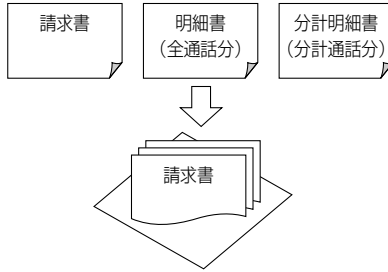 請求書
明細書
（全通話分）
分計明細書
（分計通話分）
請求書